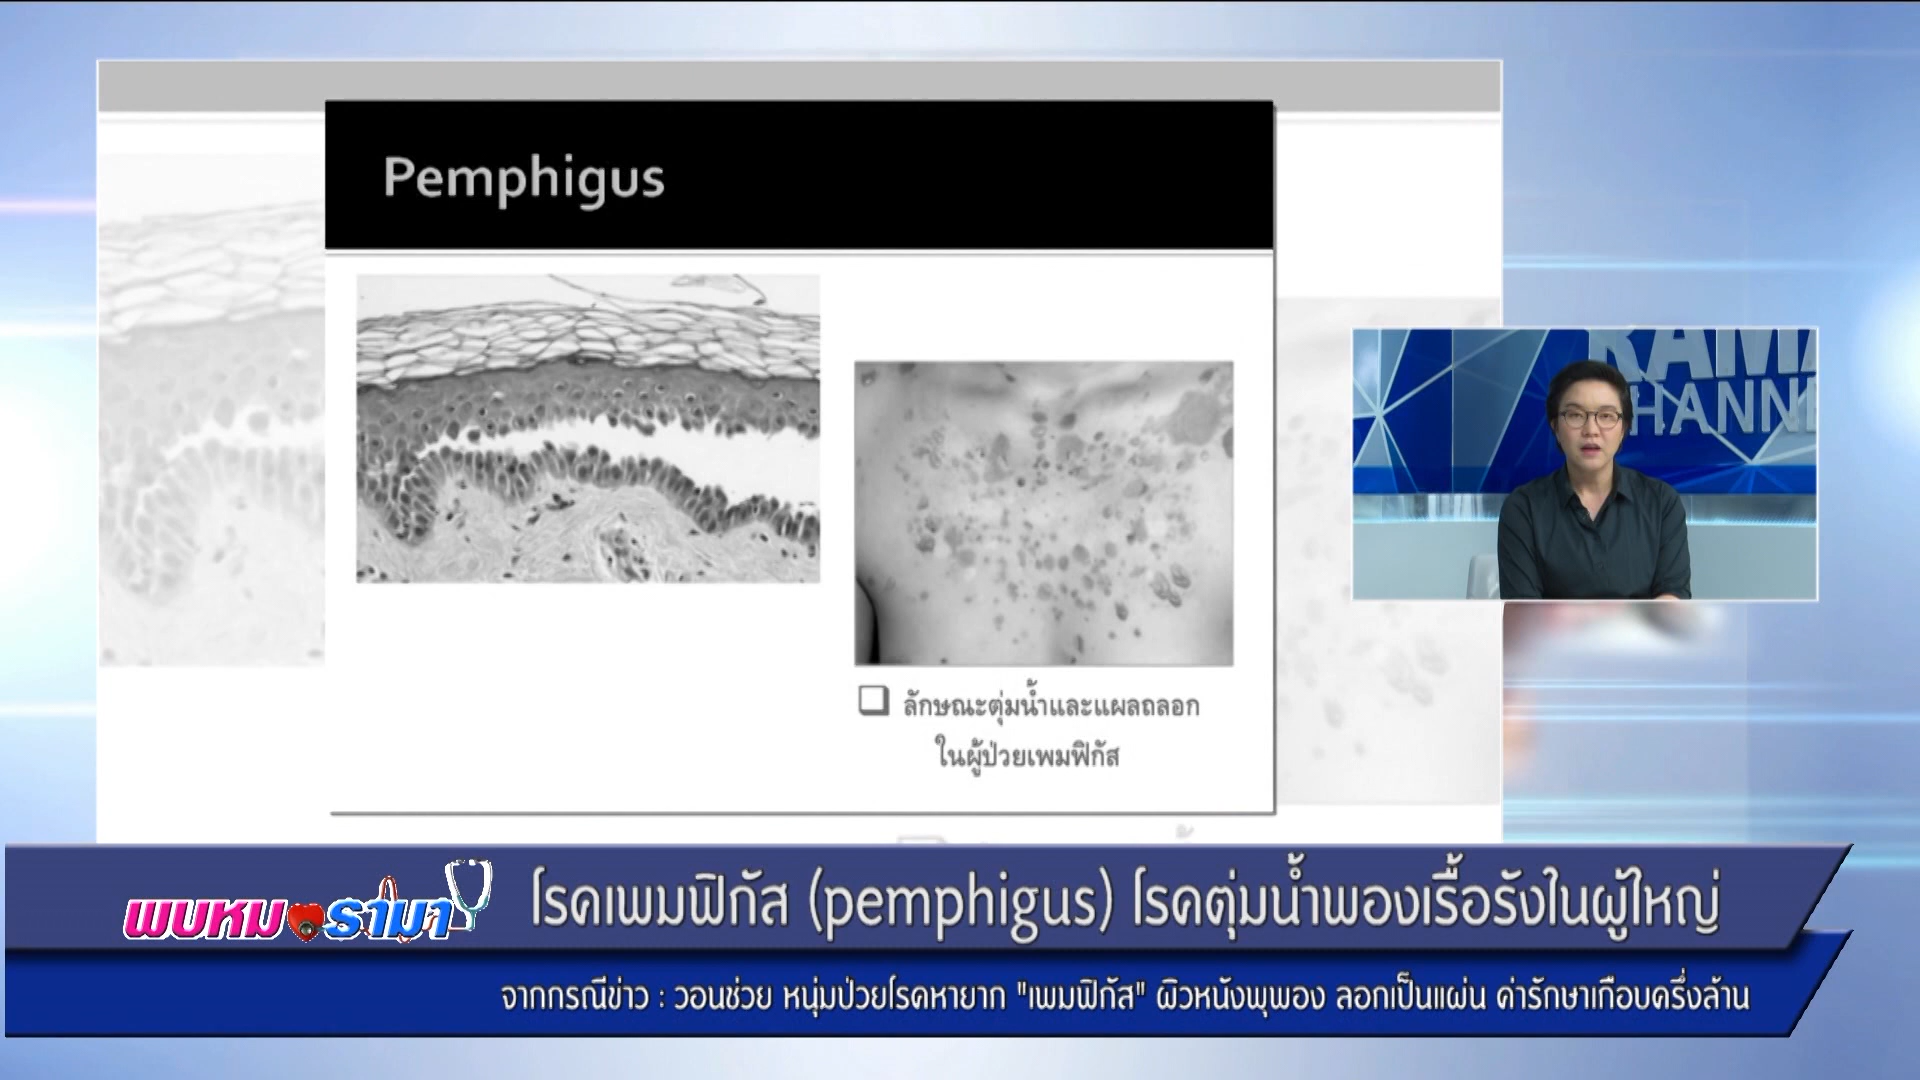 Pemphigus
RAMA
CHANNE
ลักษณะตุ่มน้ำและแผลถลอก
ในผู้ป่วยเพมฟิกัส
พบหมอรามา
โรคเพมฟิกัส (pemphigus) โรคตุ่มน้ำพองเรื้อรังในผู้ใหญ่
จากกรณีข่าว : วอนช่วย หนุ่มป่วยโรคหายาก "เพมฟิกัส" ผิวหนังพุพอง ลอกเป็นแผ่น ค่ารักษาเกือบครึ่งล้าน